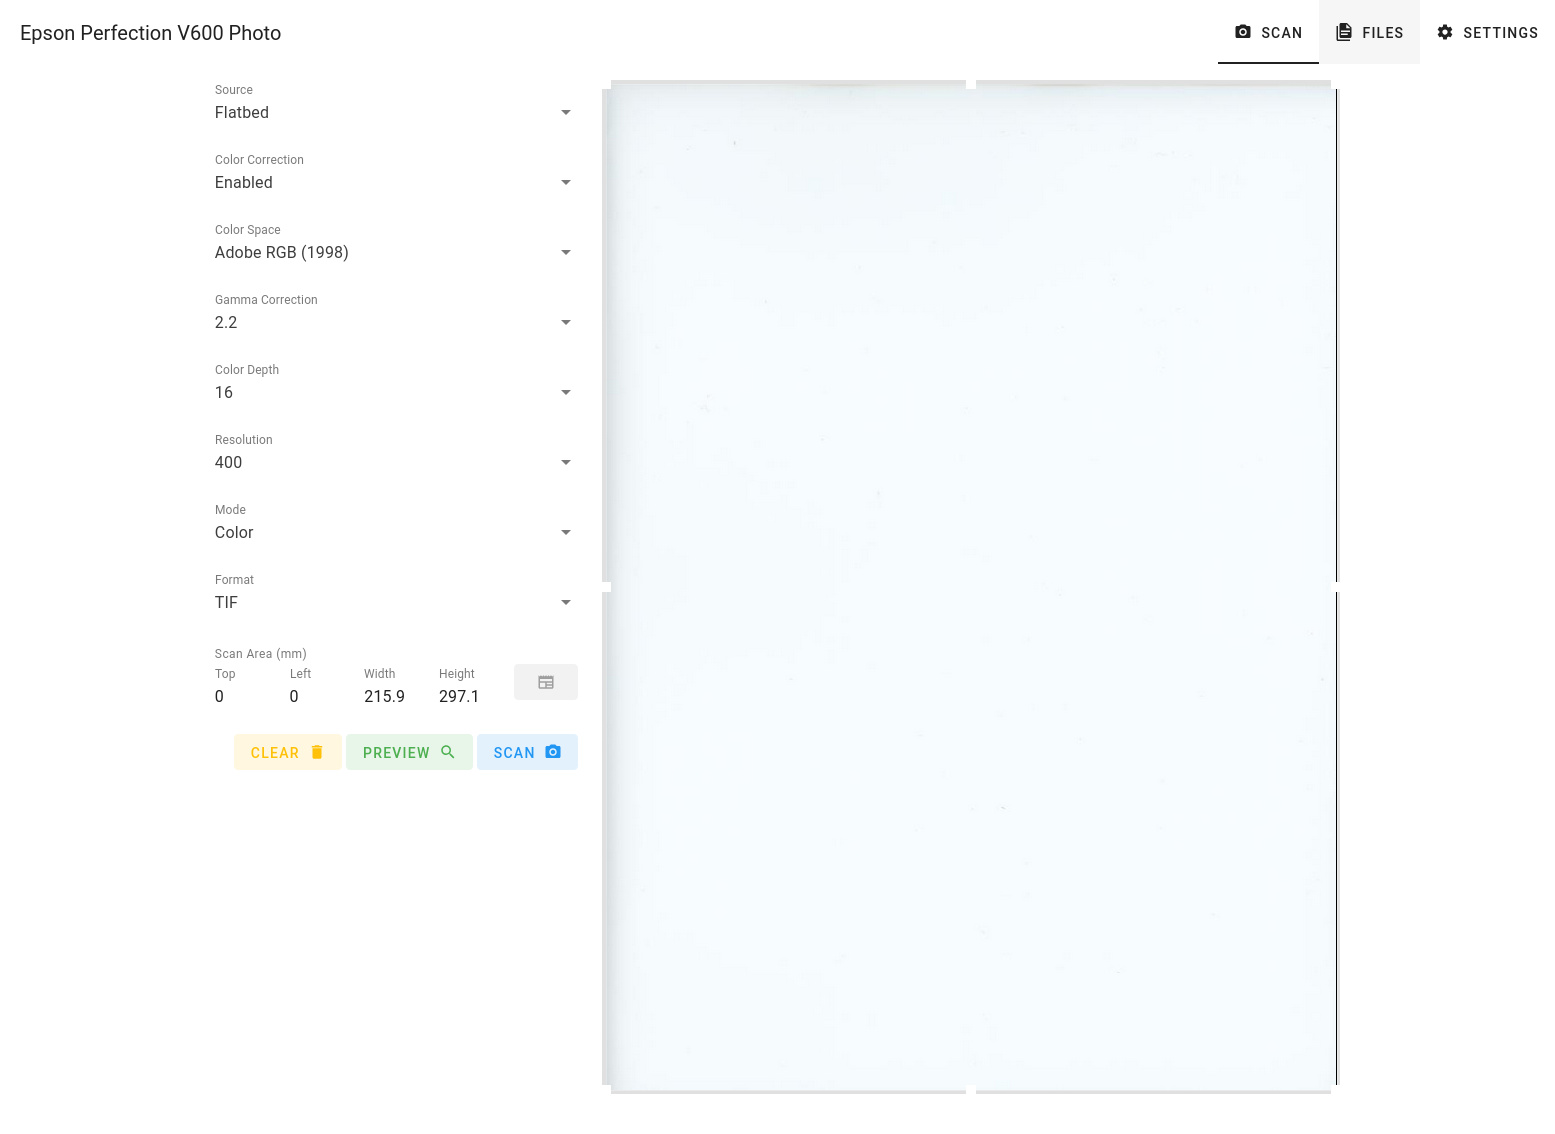 Epson Perfection V600 Photo
SCAN
FILES
SETTINGS
Source
Flatbed
Color Correction
Enabled
Color Space
Adobe RGB (1998)
Gamma Correction
2.2
Color Depth
16
Resolution
400
Mode
Color
Format
TIF
Scan Area (mm)
Top Left Width Height
0 0 215.9 297.1
CLEAR PREVIEW SCAN